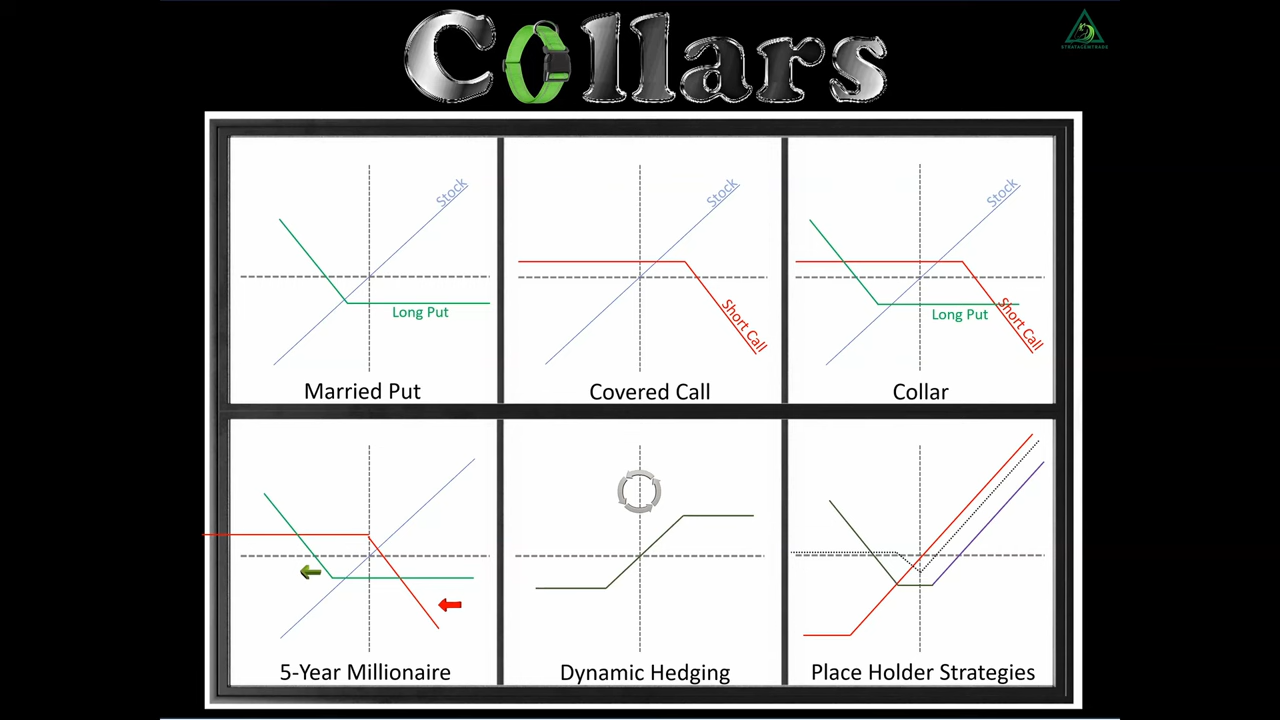 Collars
STRATAGEMTRADE
Stock
Long Put
Married Put
Stock
Short Call
Covered Call
Stock
Long Put
Short Call
Collar
5-Year Millionaire
Dynamic Hedging
Place Holder Strategies